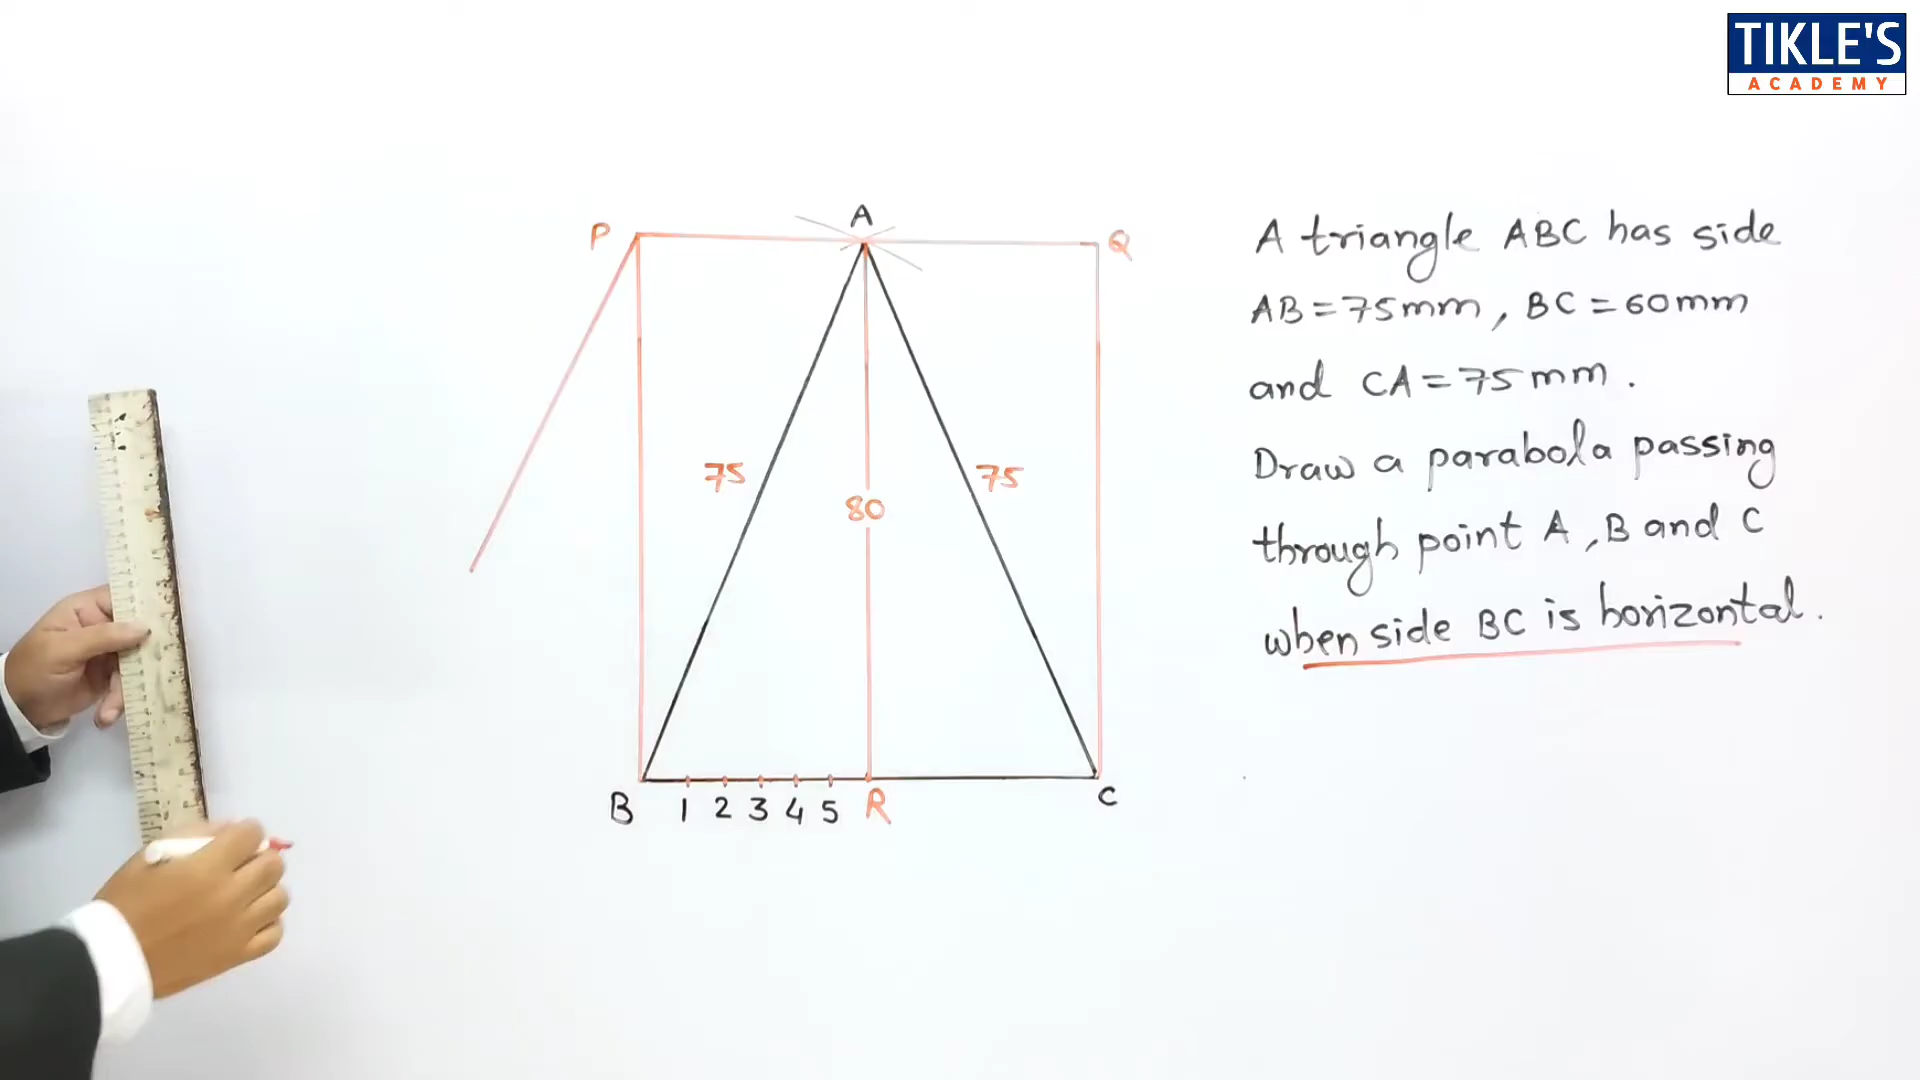 TIKLE'S
ACADEMY
A
P
Q
75
75
80
B 1 2 3 4 5 R C
A triangle ABC has side
AB=75mm, BC=60mm
and CA=75mm.
Draw a parabola passing
through point A, B and C
when side BC is horizontal.